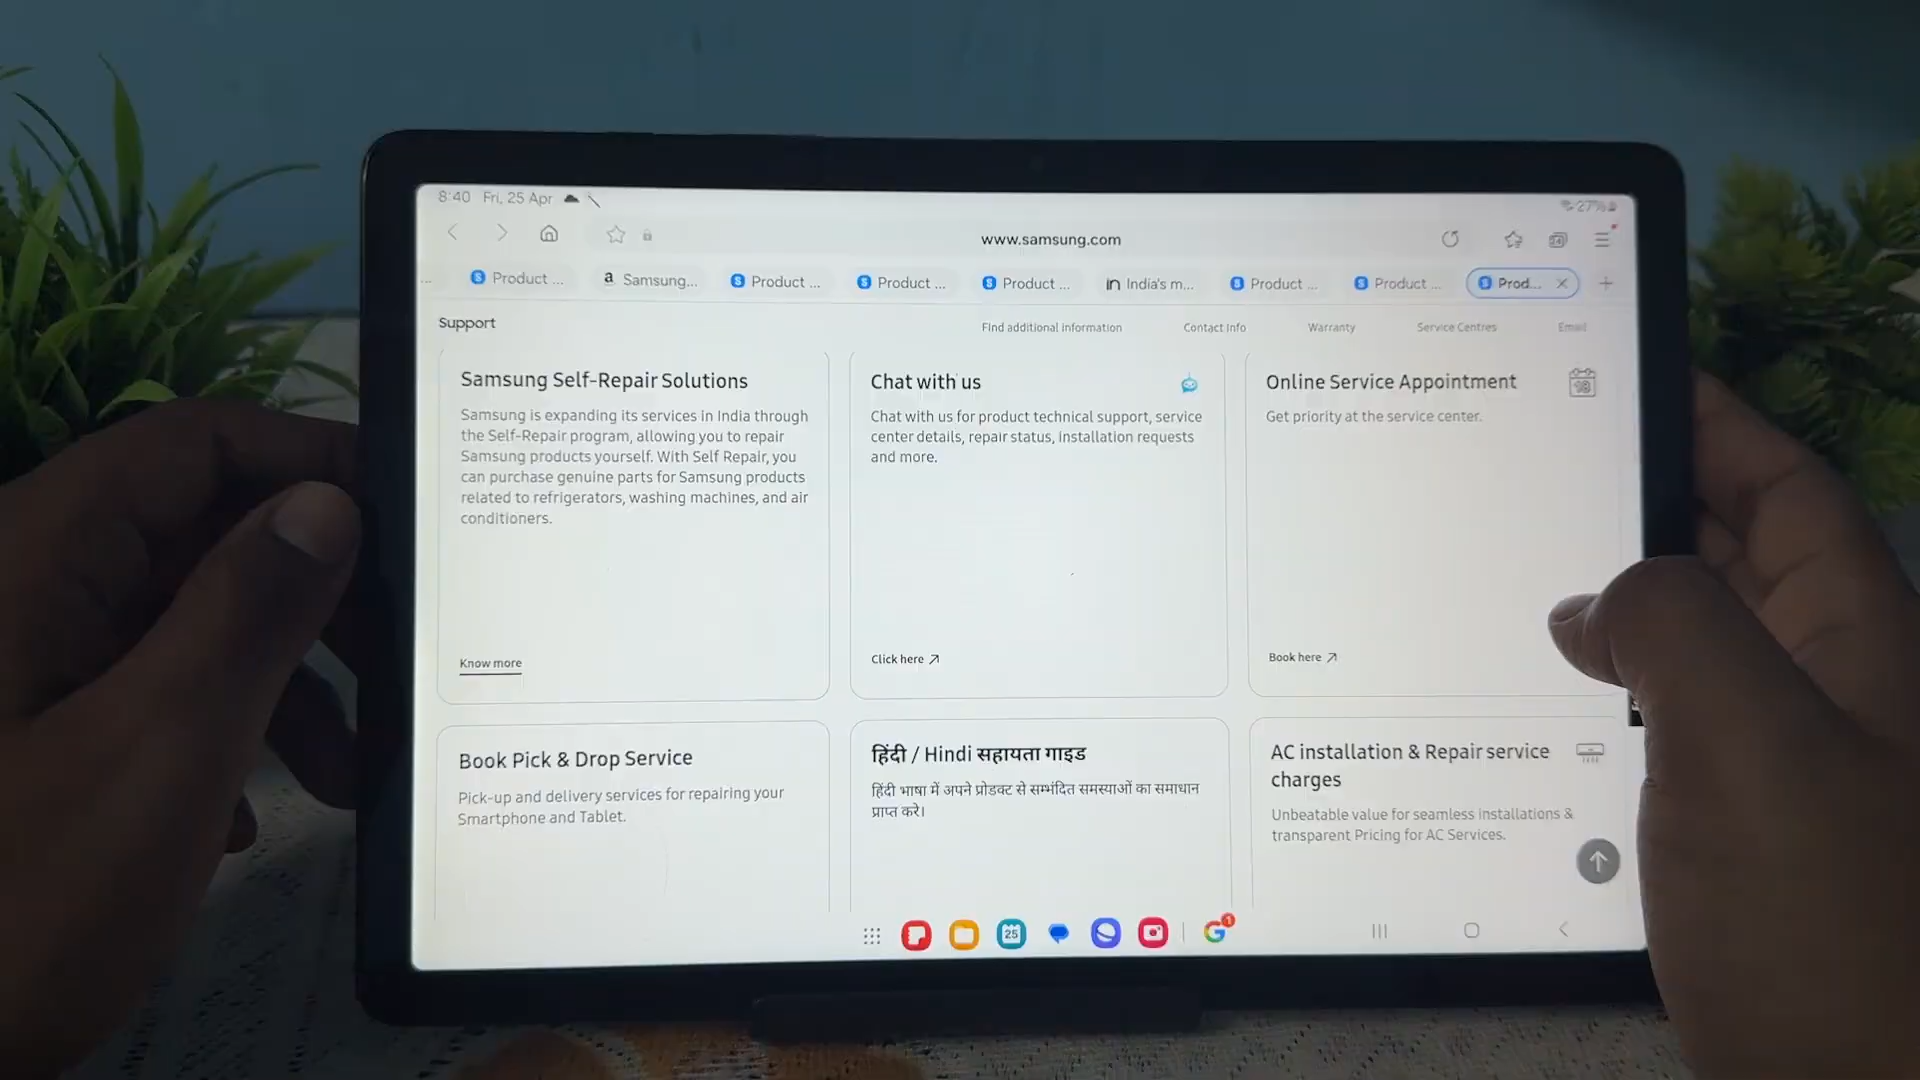 8:40 Fri, 25 Apr
27%
www.samsung.com
24
... Product ... a Samsung... Product ... Product ... Product ... in India's m... Product ... Product ... Prod...
Support
Find additional information Contact Info Warranty Service Centres Email
Samsung Self-Repair Solutions
Samsung is expanding its services in India through
the Self-Repair program, allowing you to repair
Samsung products yourself. With Self Repair, you
can purchase genuine parts for Samsung products
related to refrigerators, washing machines, and air
conditioners.
Know more
Chat with us
Chat with us for product technical support, service
center details, repair status, installation requests
and more.
Click here
Online Service Appointment
18
Get priority at the service center.
Book here
Book Pick & Drop Service
Pick-up and delivery services for repairing your
Smartphone and Tablet.
हिंदी / Hindi सहायता गाइड
हिंदी भाषा में अपने प्रोडक्ट से सम्भंदित समस्याओं का समाधान
प्राप्त करे।
AC installation & Repair service
charges
Unbeatable value for seamless installations &
transparent Pricing for AC Services.
25
G 1